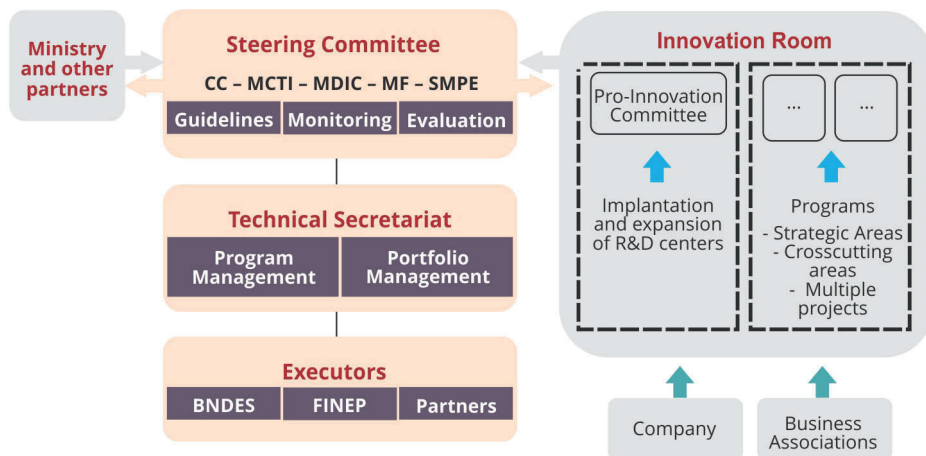 Ministry
and other
partners
Steering Committee
CC – MCTI – MDIC – MF – SMPE
Guidelines
Monitoring
Evaluation
Technical Secretariat
Program
Management
Portfolio
Management
Executors
BNDES
FINEP
Partners
Innovation Room
Pro-Innovation
Committee
Implantation
and expansion
of R&D centers
...
...
Programs
- Strategic Areas
- Crosscutting
areas
- Multiple
projects
Company
Business
Associations